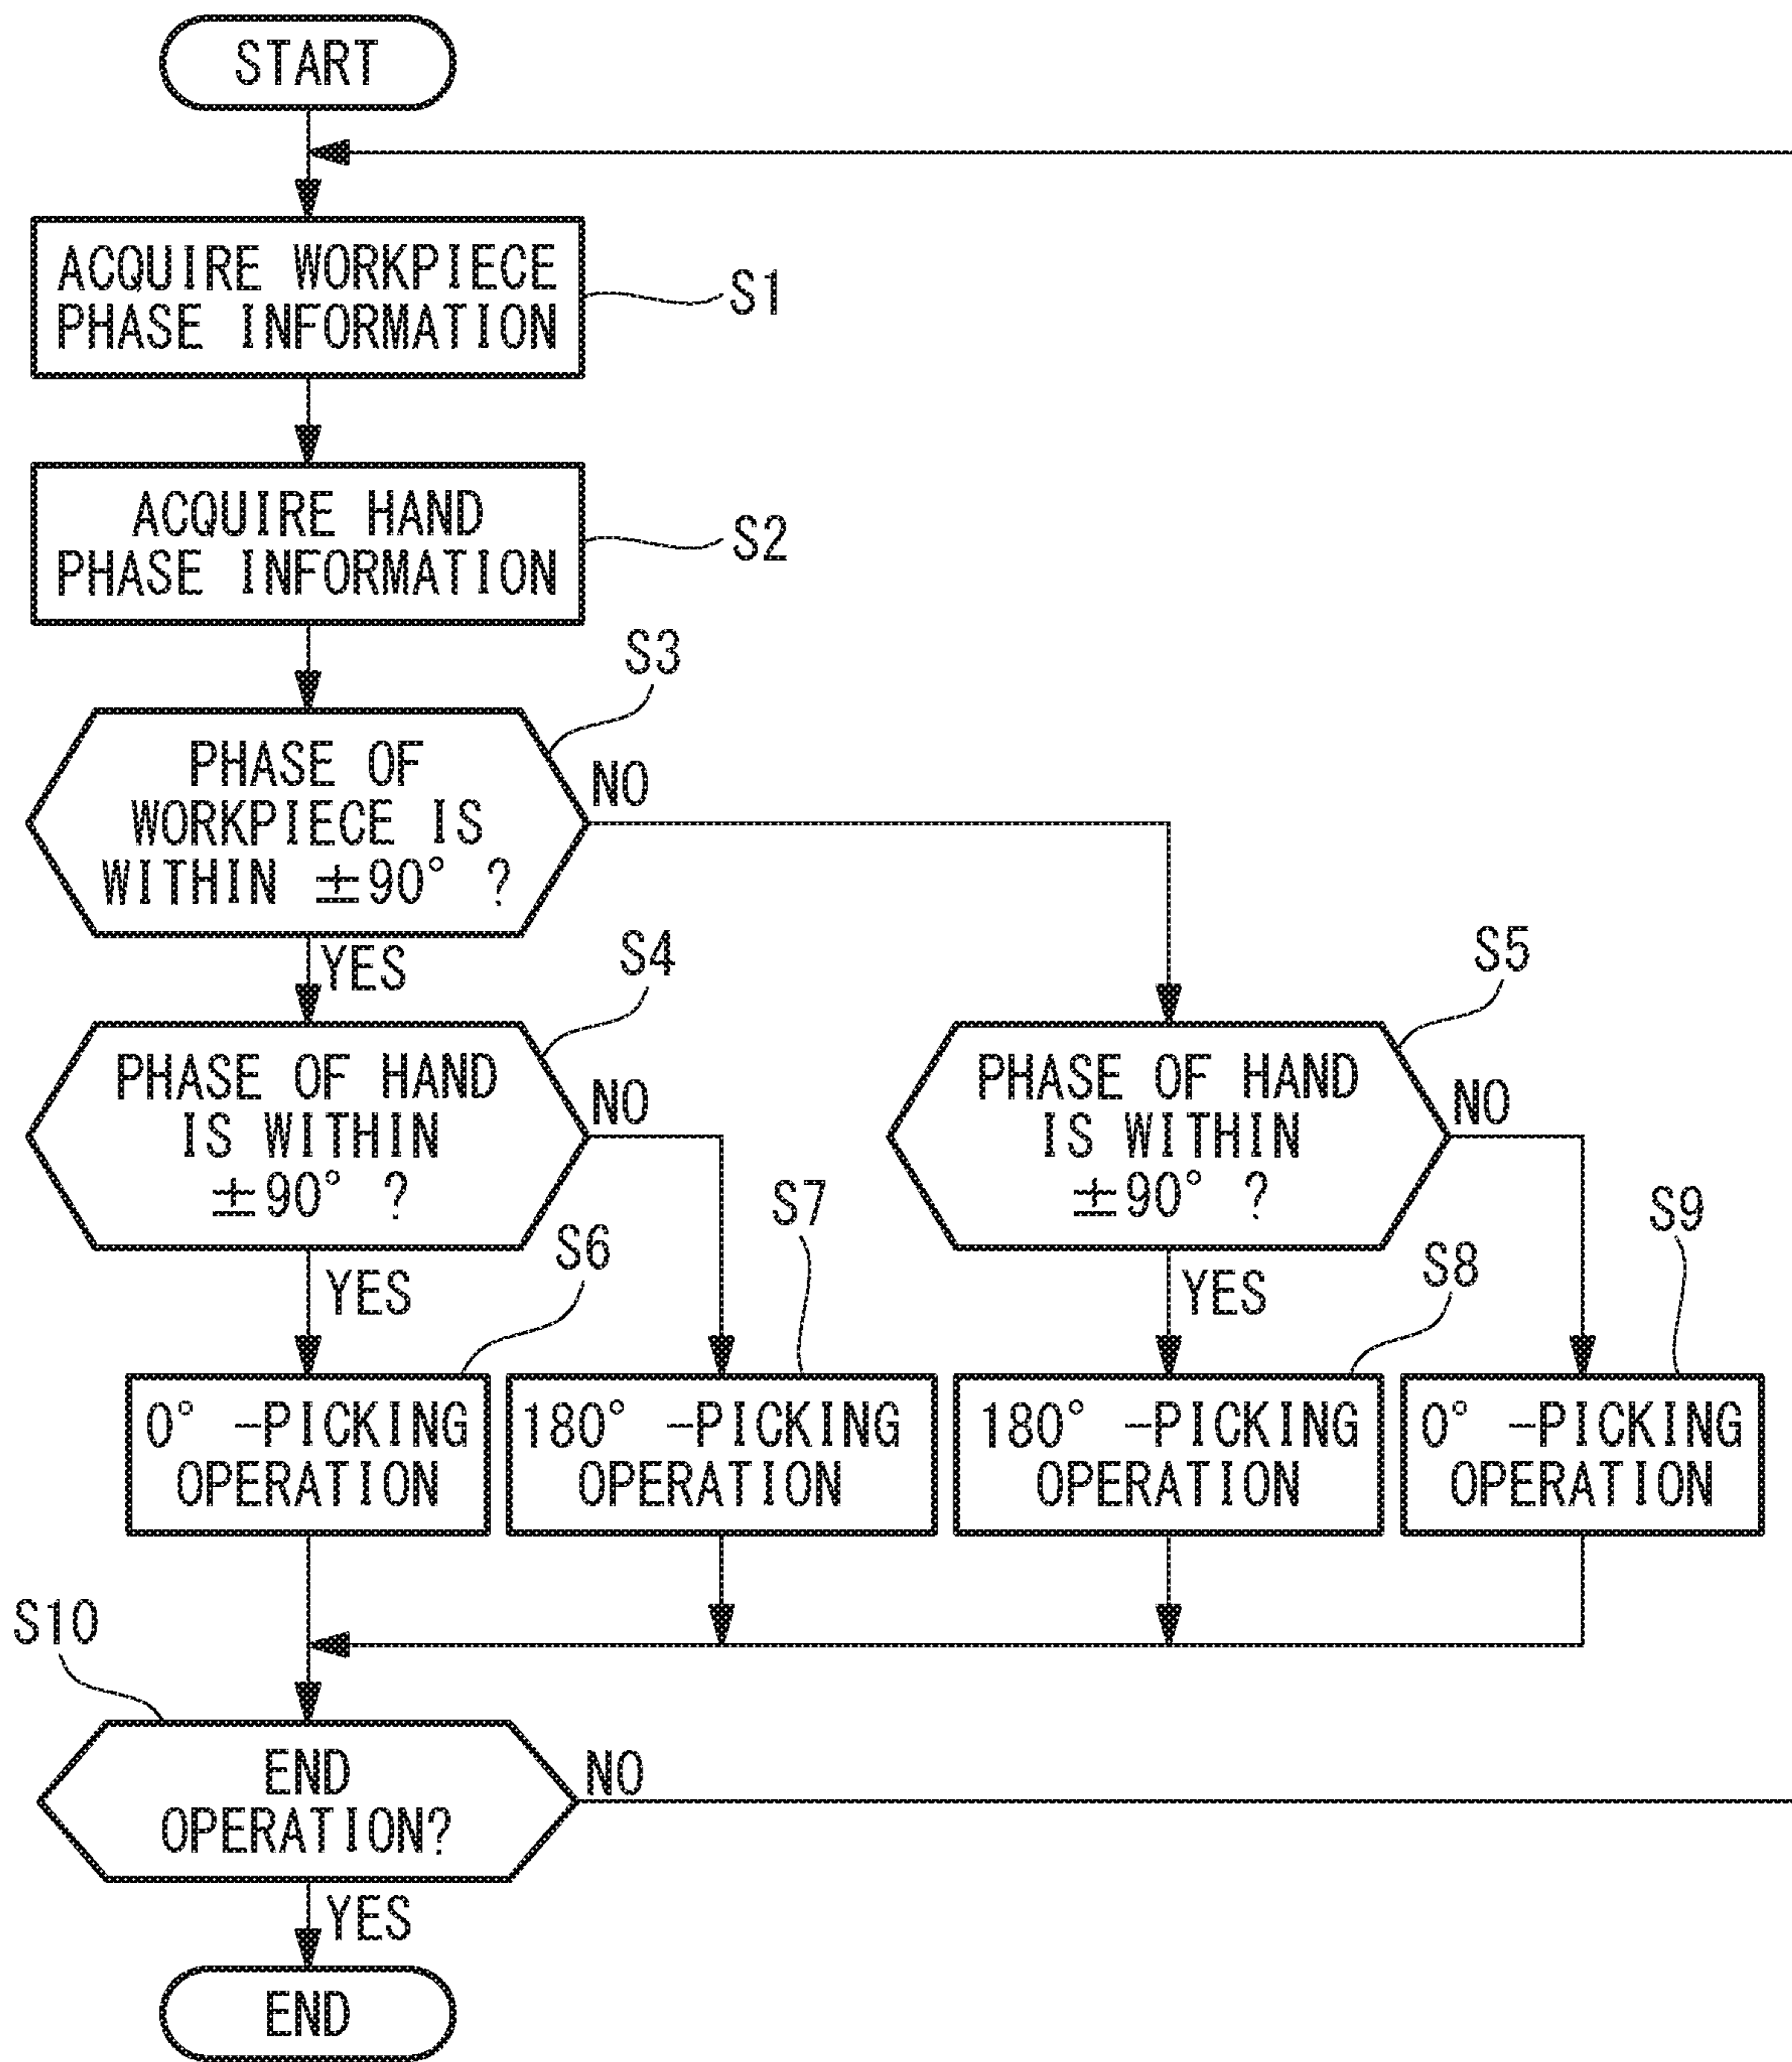 START
ACQUIRE WORKPIECE
PHASE INFORMATION
S1
ACQUIRE HAND
PHASE INFORMATION
S2
S3
PHASE OF
WORKPIECE IS
WITHIN ±90° ?
NO
YES
S4
PHASE OF HAND
IS WITHIN
±90° ?
NO
YES
S5
PHASE OF HAND
IS WITHIN
±90° ?
NO
YES
S6
0° -PICKING
OPERATION
S7
180° -PICKING
OPERATION
S8
180° -PICKING
OPERATION
S9
0° -PICKING
OPERATION
S10
END
OPERATION?
NO
YES
END